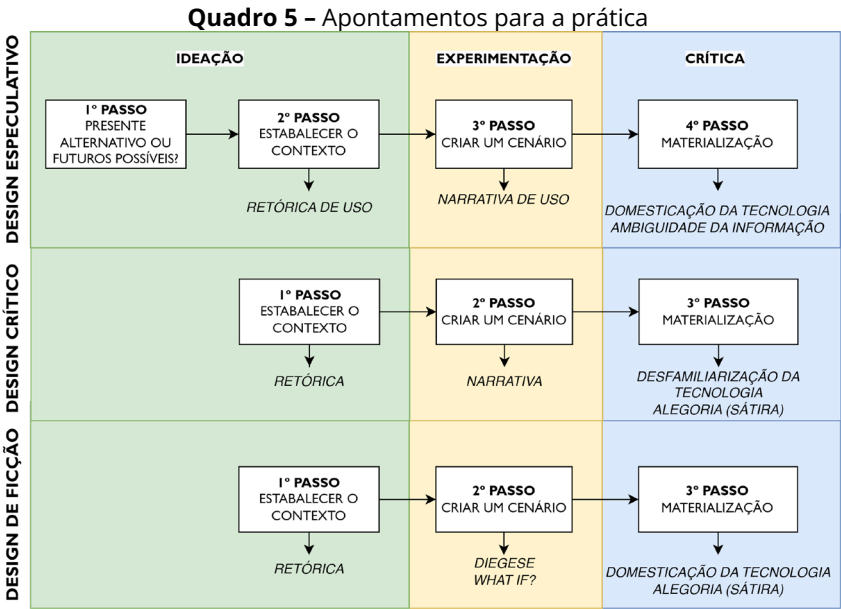 Quadro 5 – Apontamentos para a prática
IDEAÇÃO
EXPERIMENTAÇÃO
CRÍTICA
DESIGN ESPECULATIVO
1º PASSO
PRESENTE
ALTERNATIVO OU
FUTUROS POSSÍVEIS?
2º PASSO
ESTABALECER O
CONTEXTO
RETÓRICA DE USO
3º PASSO
CRIAR UM CENÁRIO
NARRATIVA DE USO
4º PASSO
MATERIALIZAÇÃO
DOMESTICAÇÃO DA TECNOLOGIA
AMBIGUIDADE DA INFORMAÇÃO
DESIGN CRÍTICO
1º PASSO
ESTABALECER O
CONTEXTO
RETÓRICA
2º PASSO
CRIAR UM CENÁRIO
NARRATIVA
3º PASSO
MATERIALIZAÇÃO
DESFAMILIARIZAÇÃO DA
TECNOLOGIA
ALEGORIA (SÁTIRA)
DESIGN DE FICÇÃO
1º PASSO
ESTABALECER O
CONTEXTO
RETÓRICA
2º PASSO
CRIAR UM CENÁRIO
DIEGESE
WHAT IF?
3º PASSO
MATERIALIZAÇÃO
DOMESTICAÇÃO DA TECNOLOGIA
ALEGORIA (SÁTIRA)